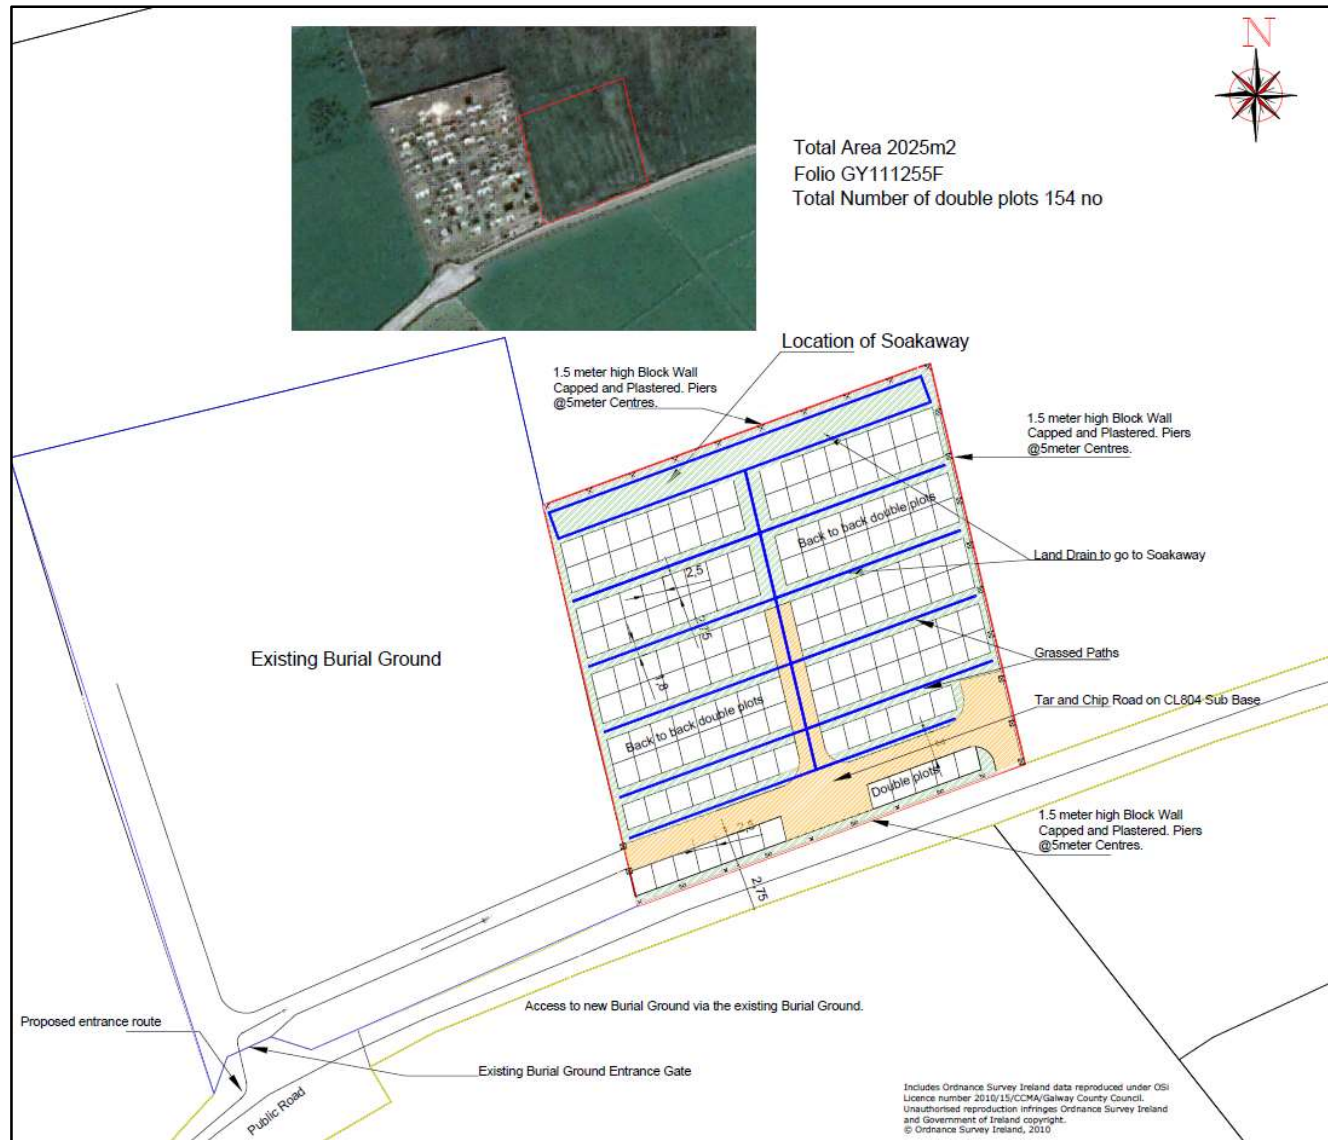 N
Total Area 2025m2
Folio GY111255F
Total Number of double plots 154 no
Location of Soakaway
1.5 meter high Block Wall
Capped and Plastered. Piers
@5meter Centres.
1.5 meter high Block Wall
Capped and Plastered. Piers
@5meter Centres.
Back to back double plots
Land Drain to go to Soakaway
2,5
1,8
Existing Burial Ground
Grassed Paths
Tar and Chip Road on CL804 Sub Base
Back to back double plots
Double plots
1.5 meter high Block Wall
Capped and Plastered. Piers
@5meter Centres.
2,75
Access to new Burial Ground via the existing Burial Ground.
Proposed entrance route
Existing Burial Ground Entrance Gate
Public Road
Includes Ordnance Survey Ireland data reproduced under OSi
Licence number 2010/15/CCMA/Galway County Council.
Unauthorised reproduction infringes Ordnance Survey Ireland
and Government of Ireland copyright.
© Ordnance Survey Ireland, 2010